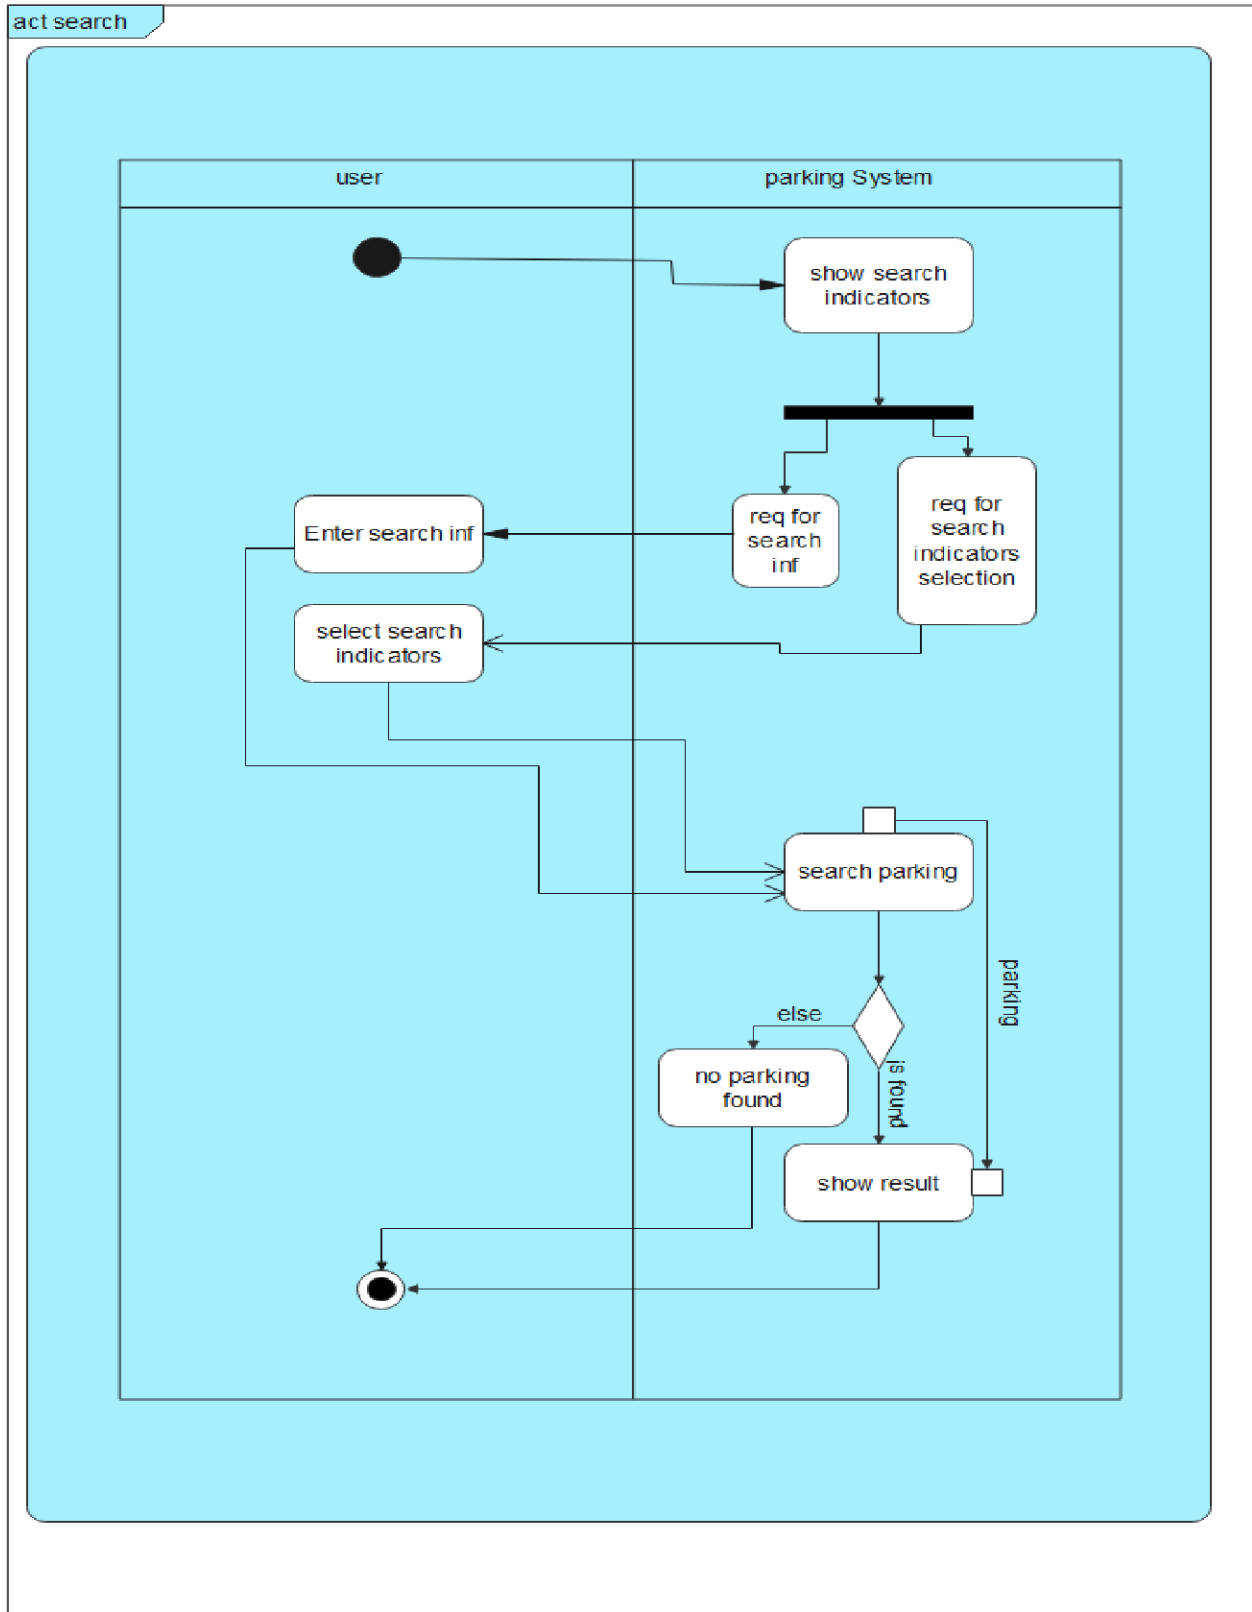 act search
user
parking System
show search
indicators
req for
search
indicators
selection
req for
search
inf
Enter search inf
select search
indicators
search parking
parking
else
is found
no parking
found
show result